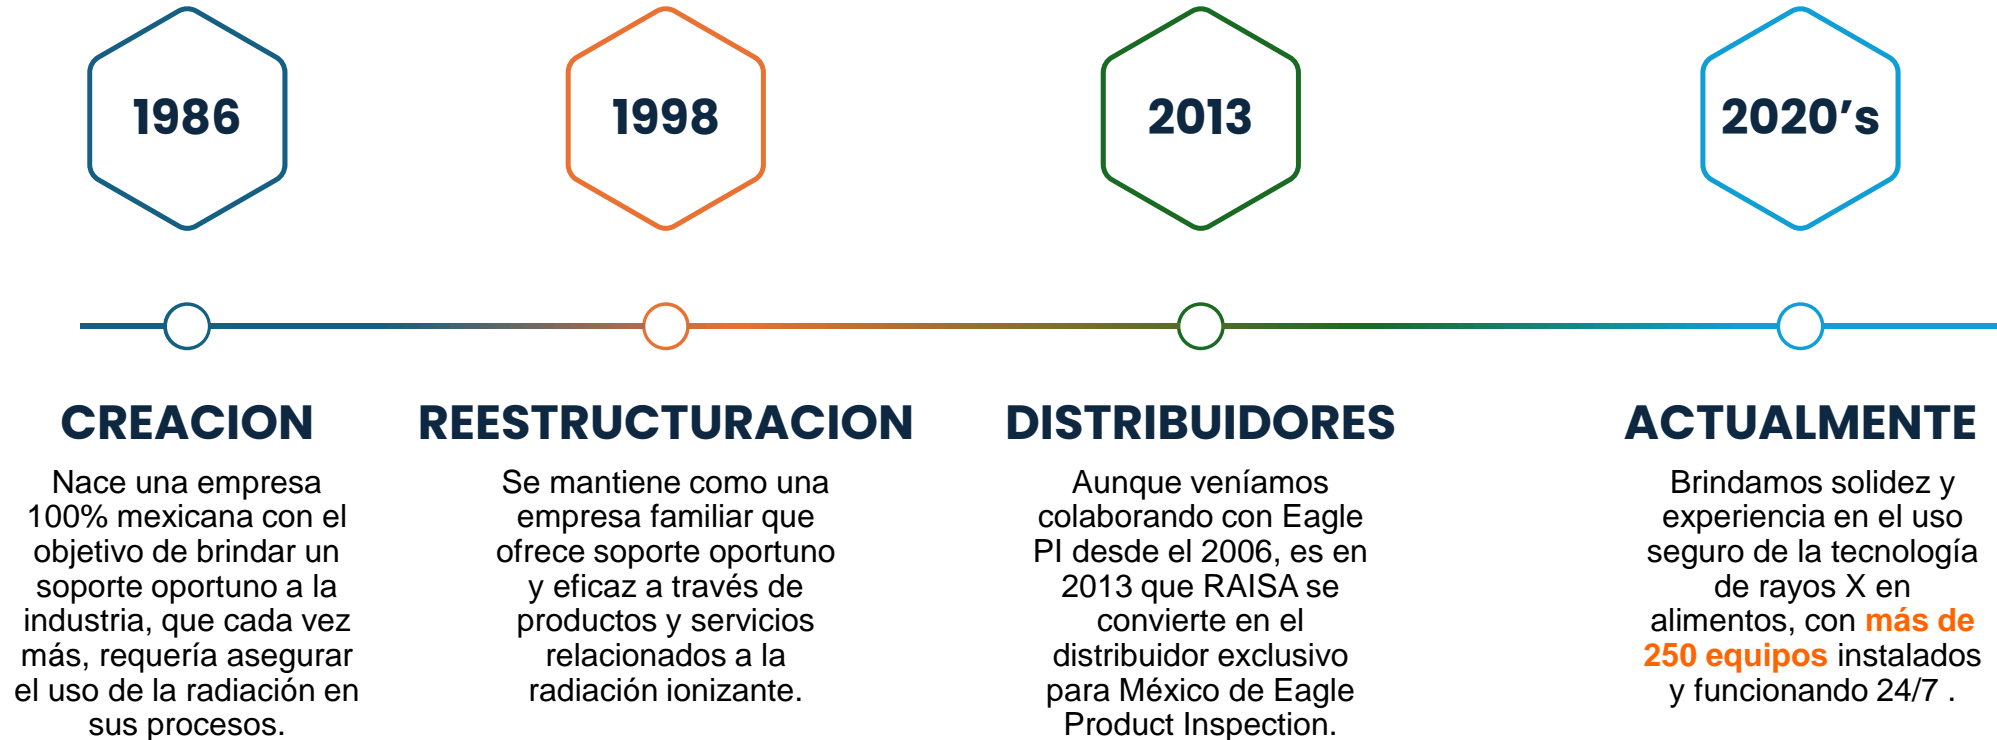 1986
1998
2013
2020’s
CREACION
Nace una empresa
100% mexicana con el
objetivo de brindar un
soporte oportuno a la
industria, que cada vez
más, requería asegurar
el uso de la radiación en
sus procesos.
REESTRUCTURACION
Se mantiene como una
empresa familiar que
ofrece soporte oportuno
y eficaz a través de
productos y servicios
relacionados a la
radiación ionizante.
DISTRIBUIDORES
Aunque veníamos
colaborando con Eagle
PI desde el 2006, es en
2013 que RAISA se
convierte en el
distribuidor exclusivo
para México de Eagle
Product Inspection.
ACTUALMENTE
Brindamos solidez y
experiencia en el uso
seguro de la tecnología
de rayos X en
alimentos, con más de
250 equipos instalados
y funcionando 24/7 .